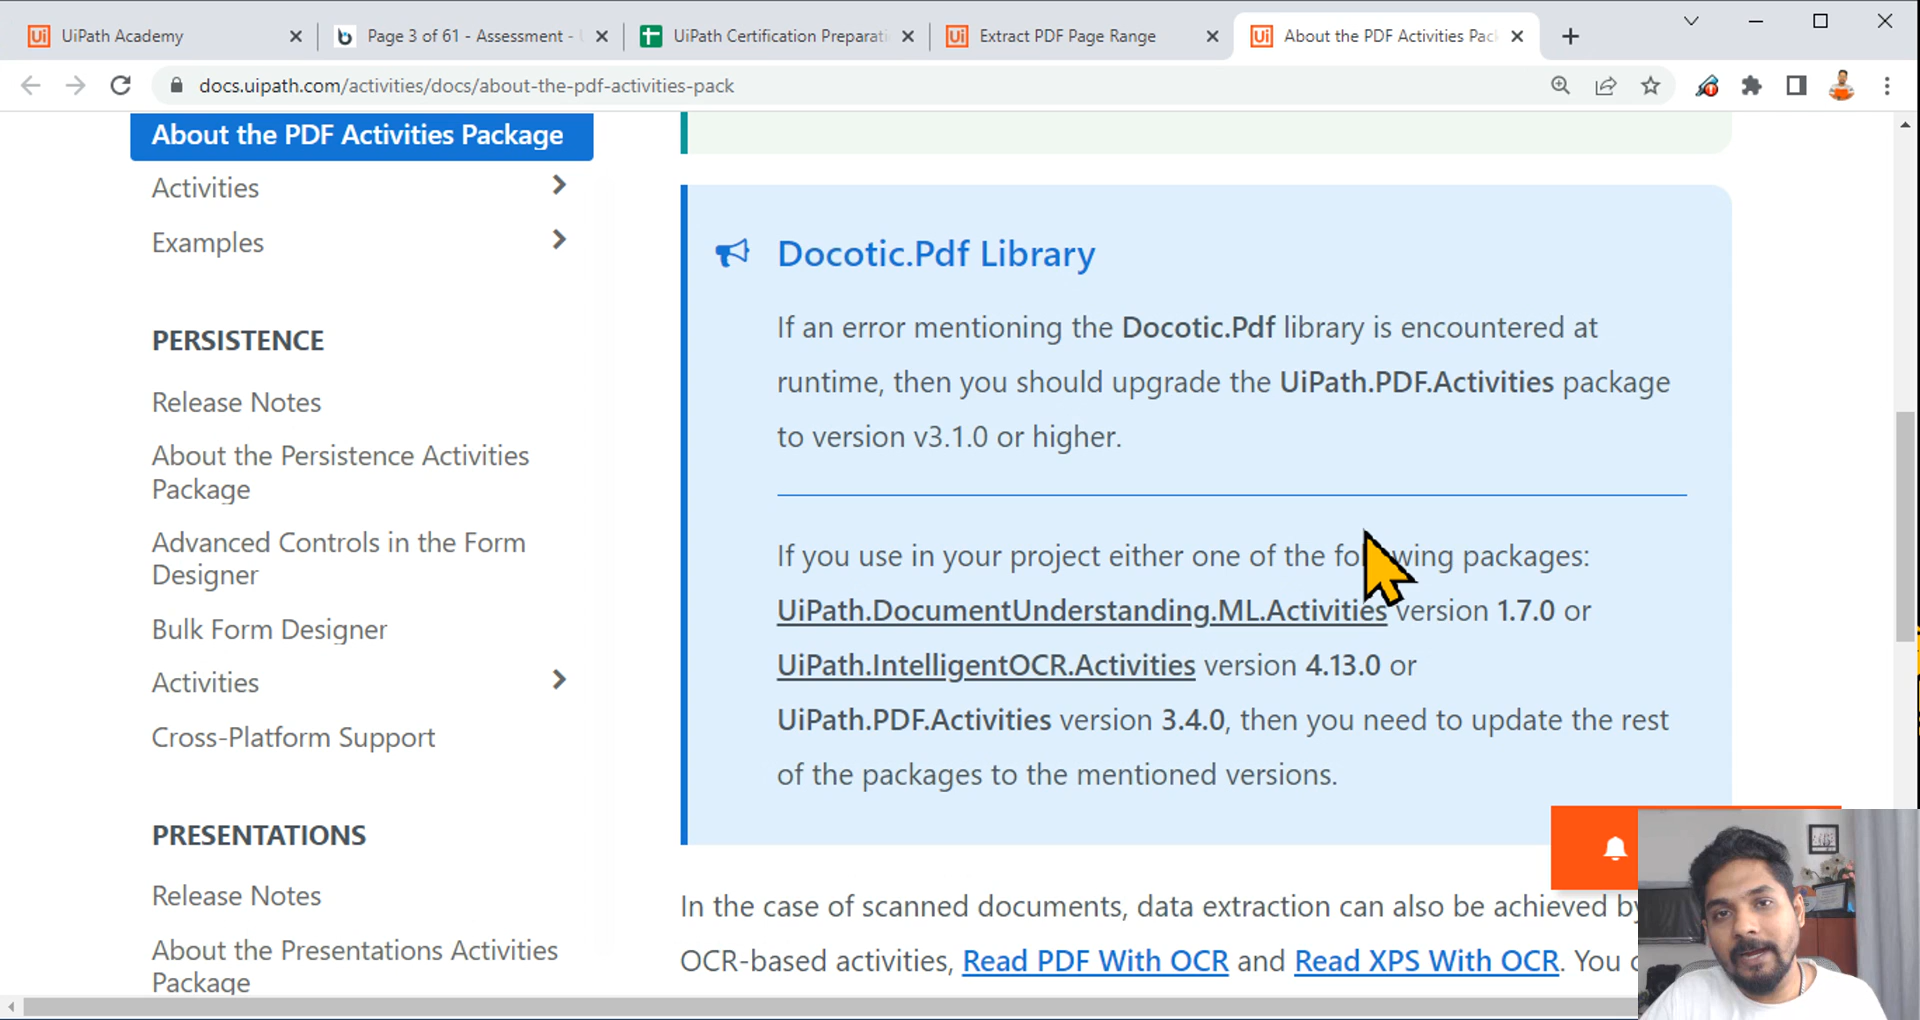 UiPath Academy
Page 3 of 61 - Assessment -
UiPath Certification Preparati
Extract PDF Page Range
About the PDF Activities Pac
docs.uipath.com/activities/docs/about-the-pdf-activities-pack
About the PDF Activities Package
Activities
Examples
PERSISTENCE
Release Notes
About the Persistence Activities
Package
Advanced Controls in the Form
Designer
Bulk Form Designer
Activities
Cross-Platform Support
PRESENTATIONS
Release Notes
About the Presentations Activities
Package
Docotic.Pdf Library
If an error mentioning the Docotic.Pdf library is encountered at
runtime, then you should upgrade the UiPath.PDF.Activities package
to version v3.1.0 or higher.
If you use in your project either one of the following packages:
UiPath.DocumentUnderstanding.ML.Activities version 1.7.0 or
UiPath.IntelligentOCR.Activities version 4.13.0 or
UiPath.PDF.Activities version 3.4.0, then you need to update the rest
of the packages to the mentioned versions.
In the case of scanned documents, data extraction can also be achieved by
OCR-based activities, Read PDF With OCR and Read XPS With OCR. You